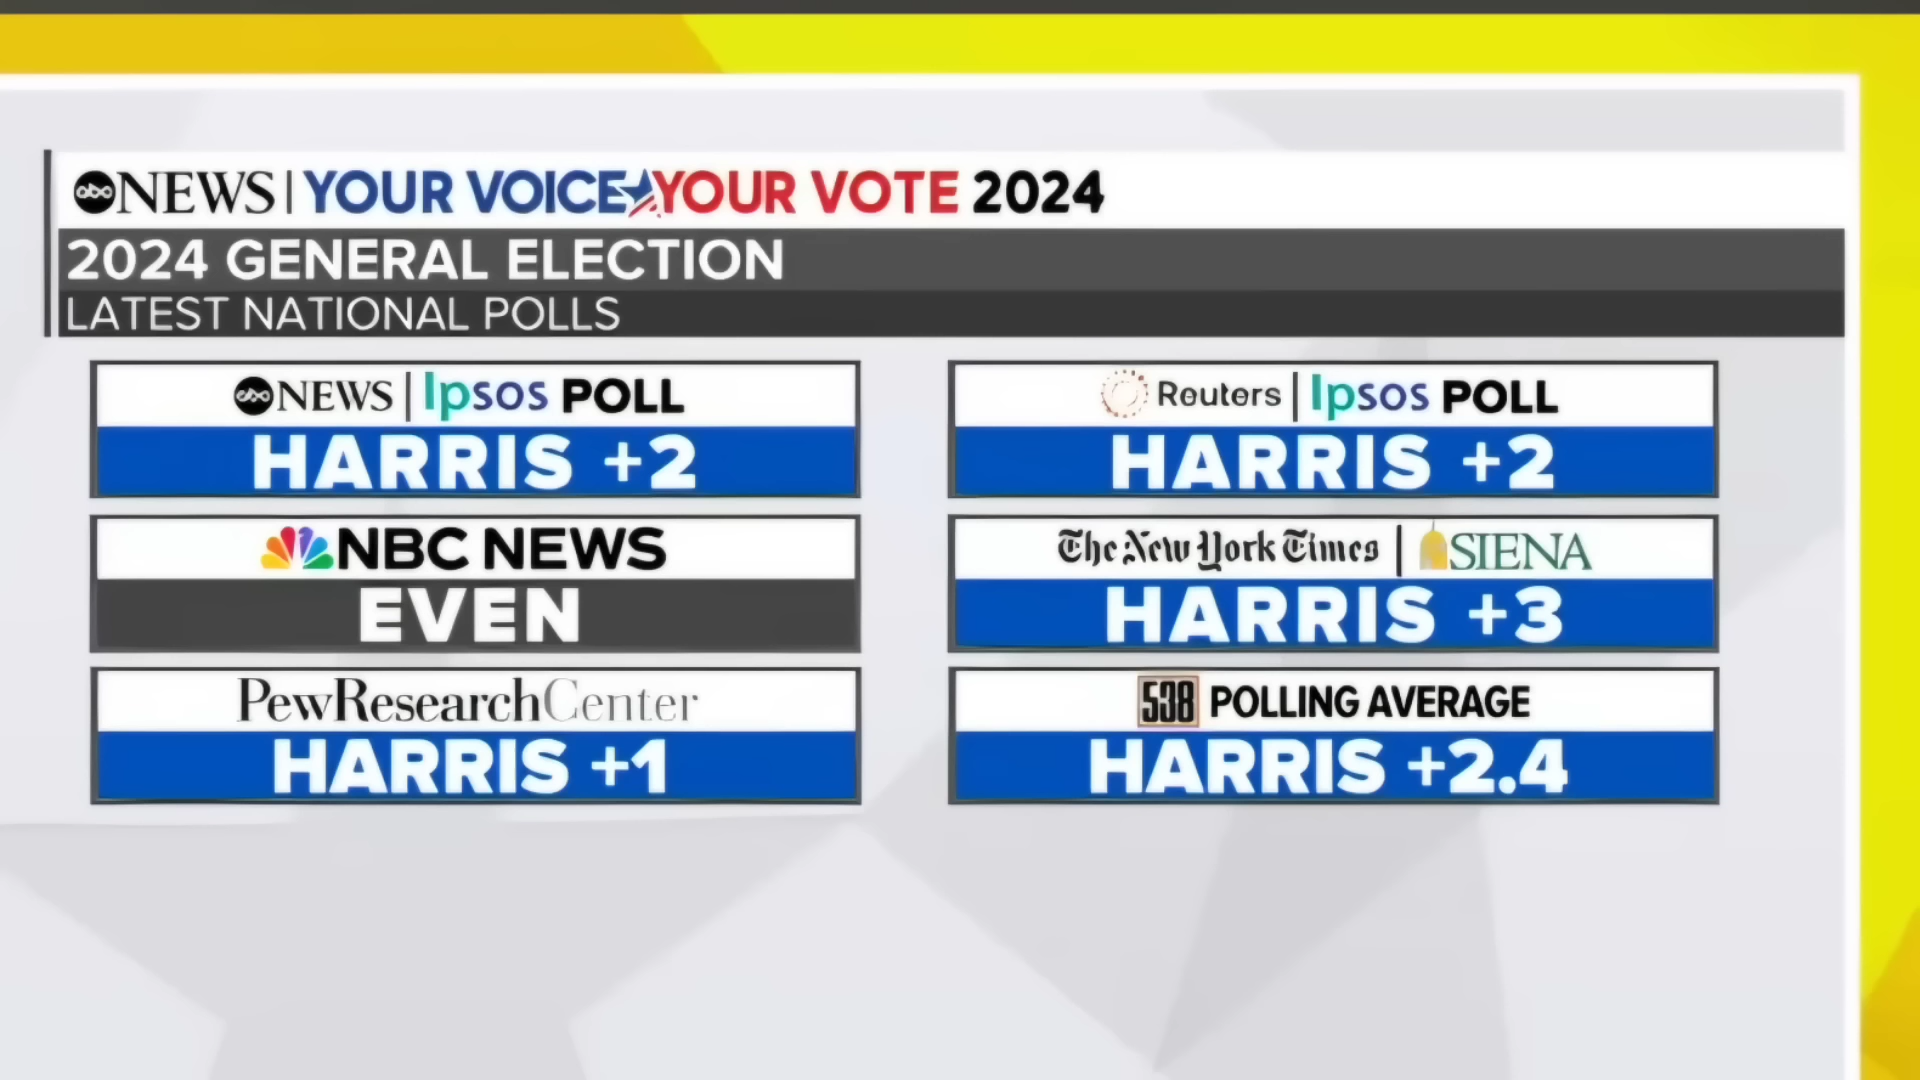 abc NEWS | YOUR VOICE YOUR VOTE 2024
2024 GENERAL ELECTION
LATEST NATIONAL POLLS
abc NEWS | Ipsos POLL
HARRIS +2
Reuters | Ipsos POLL
HARRIS +2
NBC NEWS
EVEN
The New York Times | SIENA
HARRIS +3
PewResearchCenter
HARRIS +1
538 POLLING AVERAGE
HARRIS +2.4